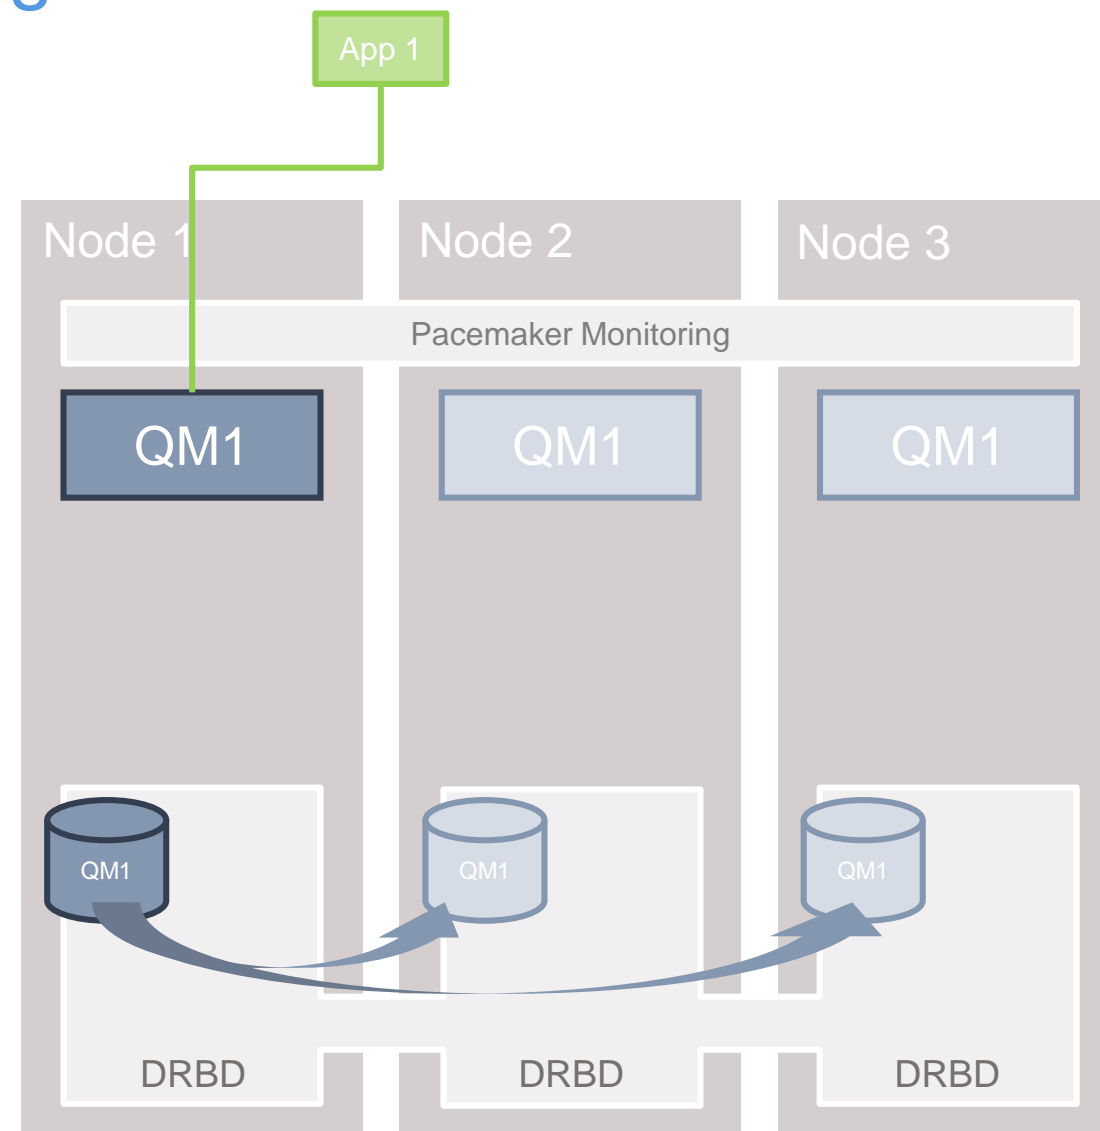 App 1
Node 1
Node 2
Node 3
Pacemaker Monitoring
QM1
QM1
QM1
QM1
QM1
QM1
DRBD
DRBD
DRBD